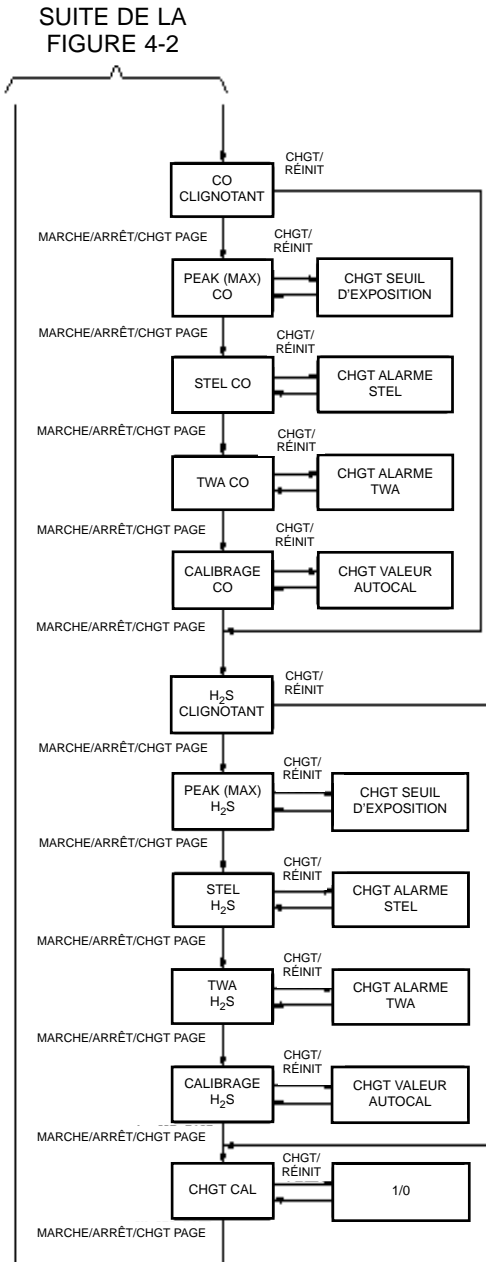 SUITE DE LA
FIGURE 4-2
CHGT/
RÉINIT
CO
CLIGNOTANT
MARCHE/ARRÊT/CHGT PAGE
CHGT/
RÉINIT
PEAK (MAX)
CO
CHGT SEUIL
D'EXPOSITION
MARCHE/ARRÊT/CHGT PAGE
CHGT/
RÉINIT
STEL CO
CHGT ALARME
STEL
MARCHE/ARRÊT/CHGT PAGE
CHGT/
RÉINIT
TWA CO
CHGT ALARME
TWA
MARCHE/ARRÊT/CHGT PAGE
CHGT/
RÉINIT
CALIBRAGE
CO
CHGT VALEUR
AUTOCAL
MARCHE/ARRÊT/CHGT PAGE
CHGT/
RÉINIT
H₂S
CLIGNOTANT
MARCHE/ARRÊT/CHGT PAGE
CHGT/
RÉINIT
PEAK (MAX)
H₂S
CHGT SEUIL
D'EXPOSITION
MARCHE/ARRÊT/CHGT PAGE
CHGT/
RÉINIT
STEL
H₂S
CHGT ALARME
STEL
MARCHE/ARRÊT/CHGT PAGE
CHGT/
RÉINIT
TWA
H₂S
CHGT ALARME
TWA
MARCHE/ARRÊT/CHGT PAGE
CHGT/
RÉINIT
CALIBRAGE
H₂S
CHGT VALEUR
AUTOCAL
MARCHE/ARRÊT/CHGT PAGE
CHGT/
RÉINIT
CHGT CAL
1/0
MARCHE/ARRÊT/CHGT PAGE